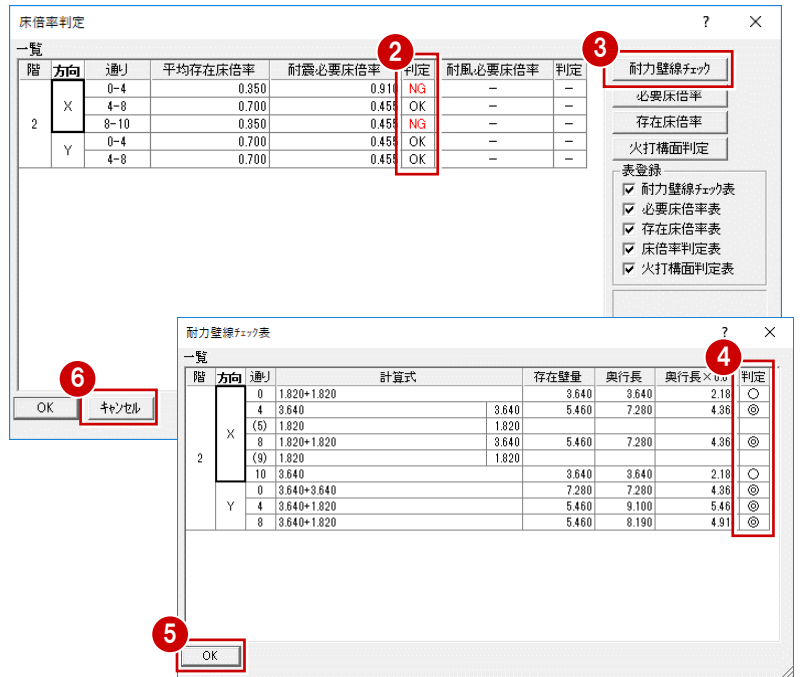 床倍率判定 ? ×
一覧
階 方向 通り 平均存在床倍率 耐震必要床倍率 判定 耐風必要床倍率 判定
2 X 0-4 0.350 0.910 NG － －
4-8 0.700 0.455 OK － －
8-10 0.350 0.455 NG － －
Y 0-4 0.700 0.455 OK － －
4-8 0.700 0.455 OK － －
2
3
耐力壁線ﾁｪｯｸ
必要床倍率
存在床倍率
火打構面判定
表登録
耐力壁線ﾁｪｯｸ表
必要床倍率表
存在床倍率表
床倍率判定表
火打構面判定表
6
OK ｷｬﾝｾﾙ
耐力壁線ﾁｪｯｸ表 ? ×
一覧
4
階 方向 通り 計算式 存在壁量 奥行長 奥行長× 判定
2 X 0 1.820+1.820 3.640 3.640 2.18 ○
4 3.640 3.640 5.460 7.280 4.36 ◎
(5) 1.820 1.820
8 1.820+1.820 3.640 5.460 7.280 4.36 ◎
(9) 1.820 1.820
10 3.640 3.640 3.640 2.18 ○
Y 0 3.640+3.640 7.280 7.280 4.36 ◎
4 3.640+1.820 5.460 9.100 5.46 ◎
8 3.640+1.820 5.460 8.190 4.91 ◎
5
OK